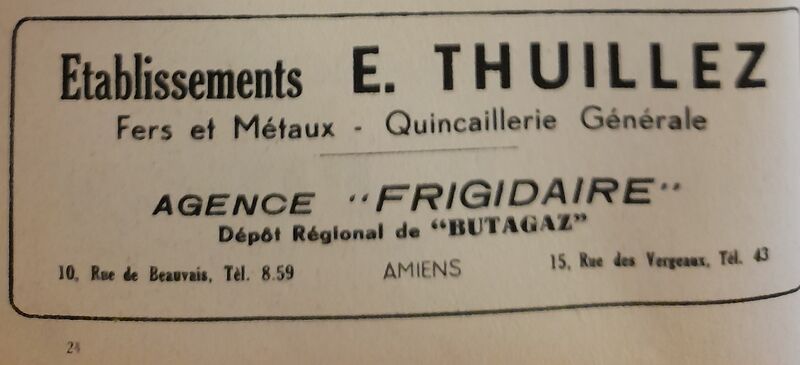 Etablissements E. THUILLEZ
Fers et Métaux - Quincaillerie Générale
AGENCE "FRIGIDAIRE"
Dépôt Régional de "BUTAGAZ"
10, Rue de Beauvais, Tél. 8.59 AMIENS 15, Rue des Vergeaux, Tél. 43
24